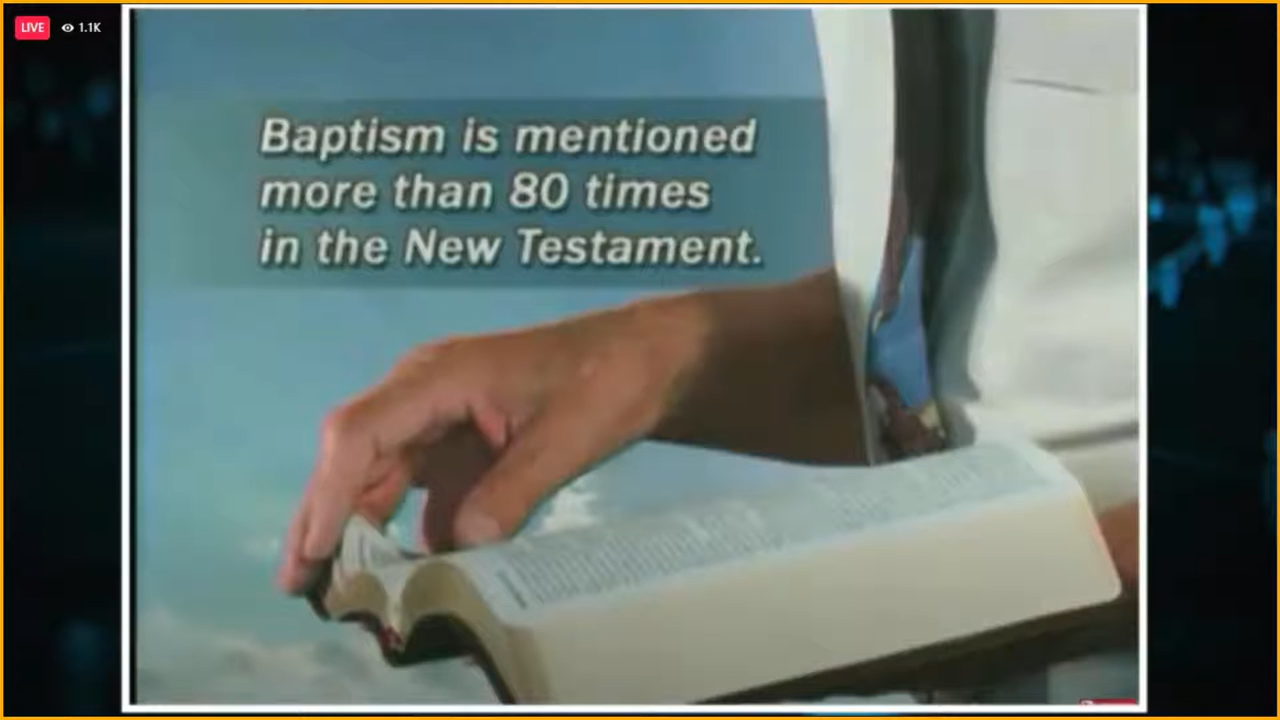 LIVE 1.1K
Baptism is mentioned
more than 80 times
in the New Testament.